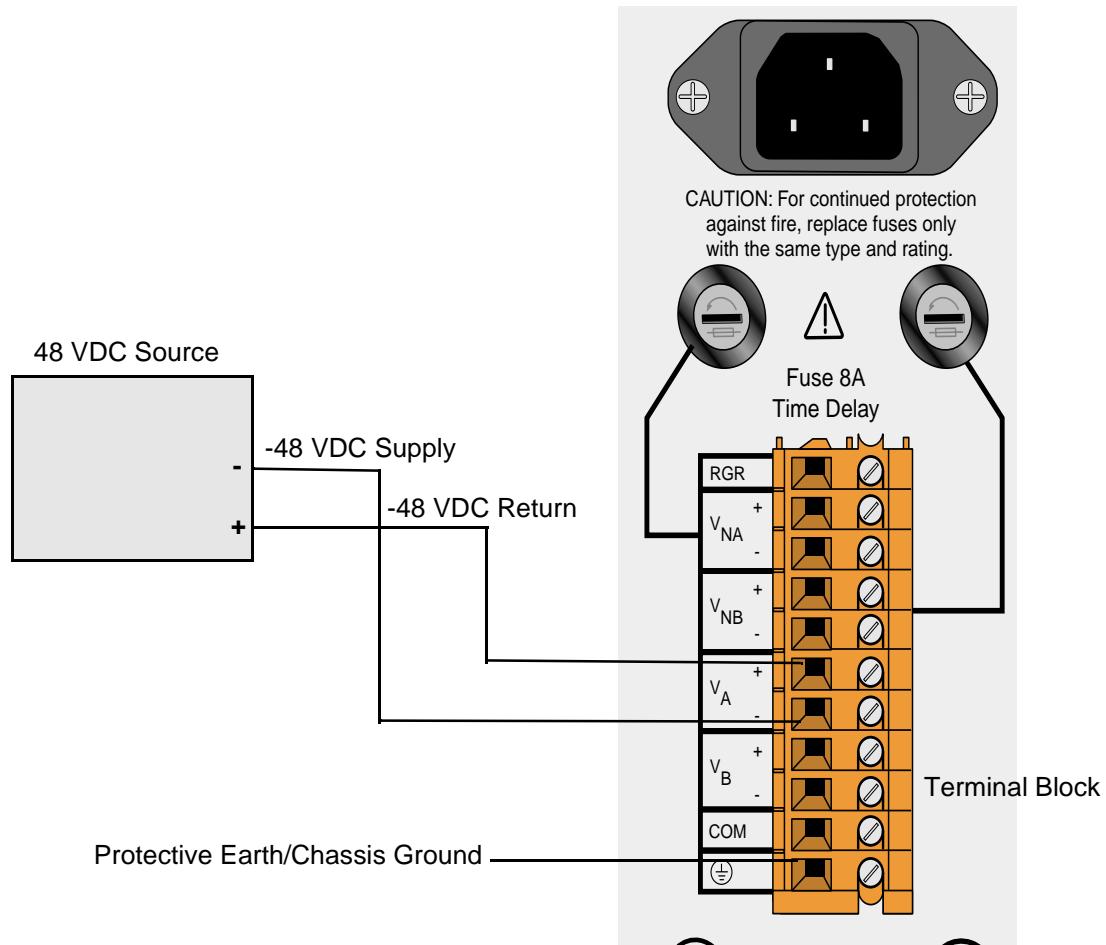 CAUTION: For continued protection
against fire, replace fuses only
with the same type and rating.
Fuse 8A
Time Delay
48 VDC Source
-
+
-48 VDC Supply
-48 VDC Return
RGR
VNA + -
VNB + -
VA + -
VB + -
COM
Terminal Block
Protective Earth/Chassis Ground